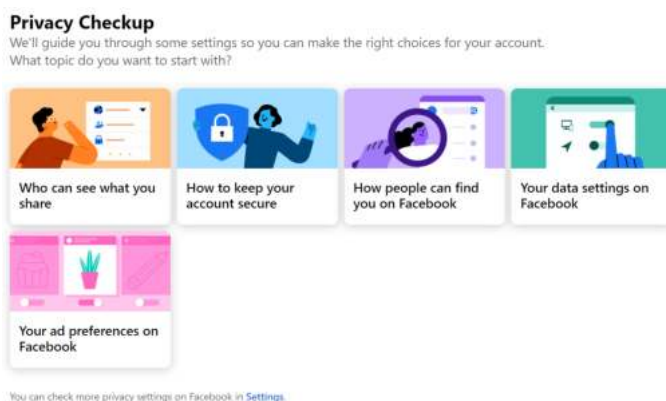 Privacy Checkup
We'll guide you through some settings so you can make the right choices for your account.
What topic do you want to start with?
Who can see what you
share
How to keep your
account secure
How people can find
you on Facebook
Your data settings on
Facebook
Your ad preferences on
Facebook
You can check more privacy settings on Facebook in Settings.